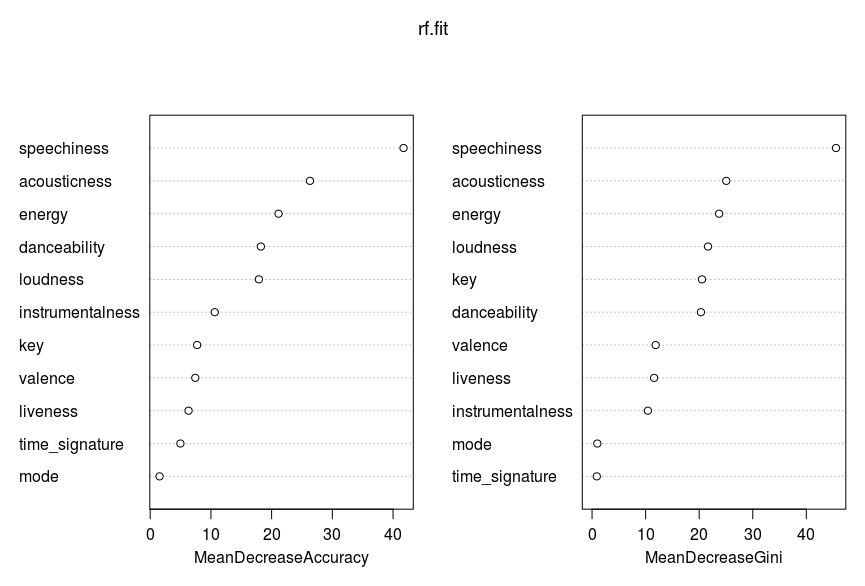 rf.fit
speechiness
acousticness
energy
danceability
loudness
instrumentalness
key
valence
liveness
time_signature
mode
0 10 20 30 40
MeanDecreaseAccuracy
speechiness
acousticness
energy
loudness
key
danceability
valence
liveness
instrumentalness
mode
time_signature
0 10 20 30 40
MeanDecreaseGini